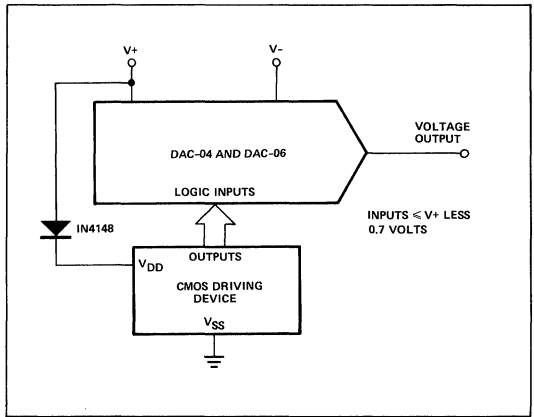 V+
V-
DAC-04 AND DAC-06
LOGIC INPUTS
VOLTAGE
OUTPUT
INPUTS ⩽ V+ LESS
0.7 VOLTS
IN4148
VDD
OUTPUTS
CMOS DRIVING
DEVICE
VSS